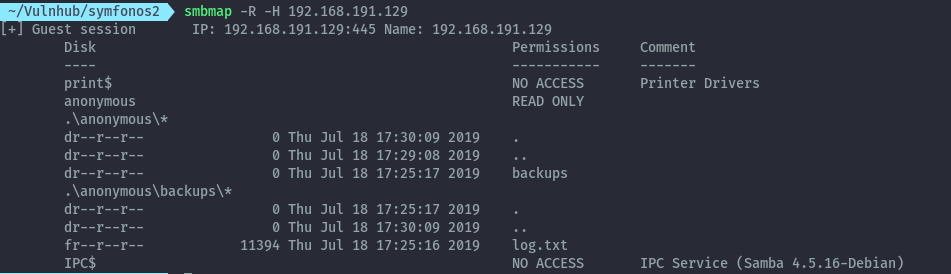 ~/Vulnhub/symfonos2 smbmap -R -H 192.168.191.129
[+] Guest session IP: 192.168.191.129:445 Name: 192.168.191.129
Disk Permissions Comment
---- ----------- -------
print$ NO ACCESS Printer Drivers
anonymous READ ONLY
.\anonymous\*
dr--r--r-- 0 Thu Jul 18 17:30:09 2019 .
dr--r--r-- 0 Thu Jul 18 17:29:08 2019 ..
dr--r--r-- 0 Thu Jul 18 17:25:17 2019 backups
.\anonymous\backups\*
dr--r--r-- 0 Thu Jul 18 17:25:17 2019 .
dr--r--r-- 0 Thu Jul 18 17:30:09 2019 ..
fr--r--r-- 11394 Thu Jul 18 17:25:16 2019 log.txt
IPC$ NO ACCESS IPC Service (Samba 4.5.16-Debian)